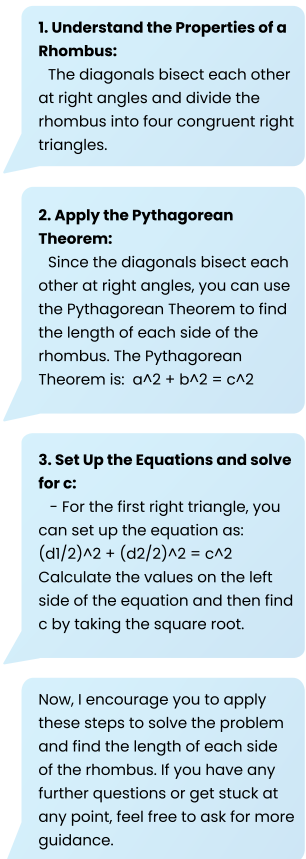 1. Understand the Properties of a
Rhombus:
The diagonals bisect each other
at right angles and divide the
rhombus into four congruent right
triangles.
2. Apply the Pythagorean
Theorem:
Since the diagonals bisect each
other at right angles, you can use
the Pythagorean Theorem to find
the length of each side of the
rhombus. The Pythagorean
Theorem is: a^2 + b^2 = c^2
3. Set Up the Equations and solve
for c:
- For the first right triangle, you
can set up the equation as:
(d1/2)^2 + (d2/2)^2 = c^2
Calculate the values on the left
side of the equation and then find
c by taking the square root.
Now, I encourage you to apply
these steps to solve the problem
and find the length of each side
of the rhombus. If you have any
further questions or get stuck at
any point, feel free to ask for more
guidance.